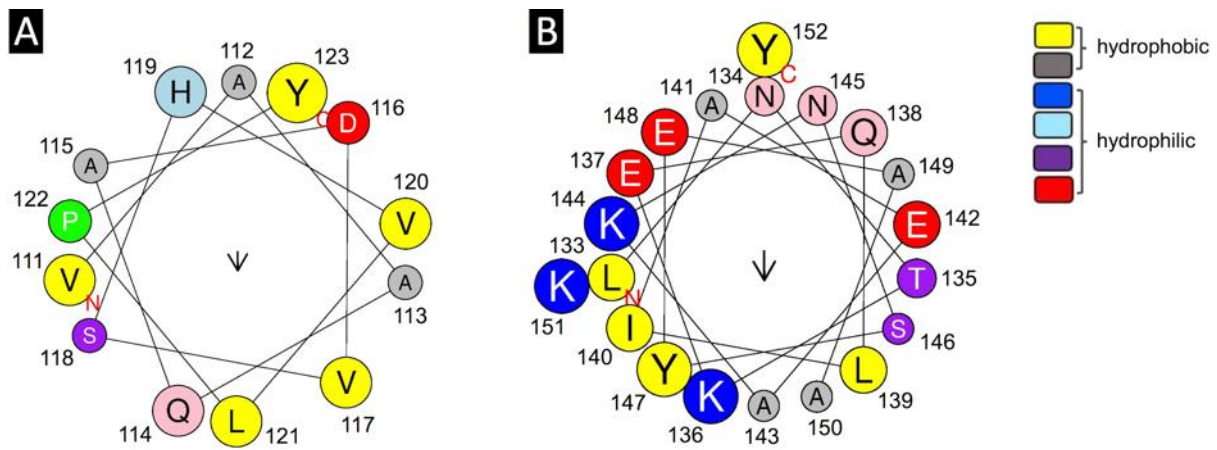 A
B
112
A
123
Y
119
H
116
C
D
115
A
122
P
120
V
111
V
N
A
113
S
118
V
117
Q
114
L
121
152
Y
C
134
N
145
N
141
A
138
Q
148
E
149
A
137
E
144
K
E
142
133
L
N
T
135
K
151
I
140
S
146
Y
147
K
136
L
139
A
143
A
150
hydrophobic
hydrophilic